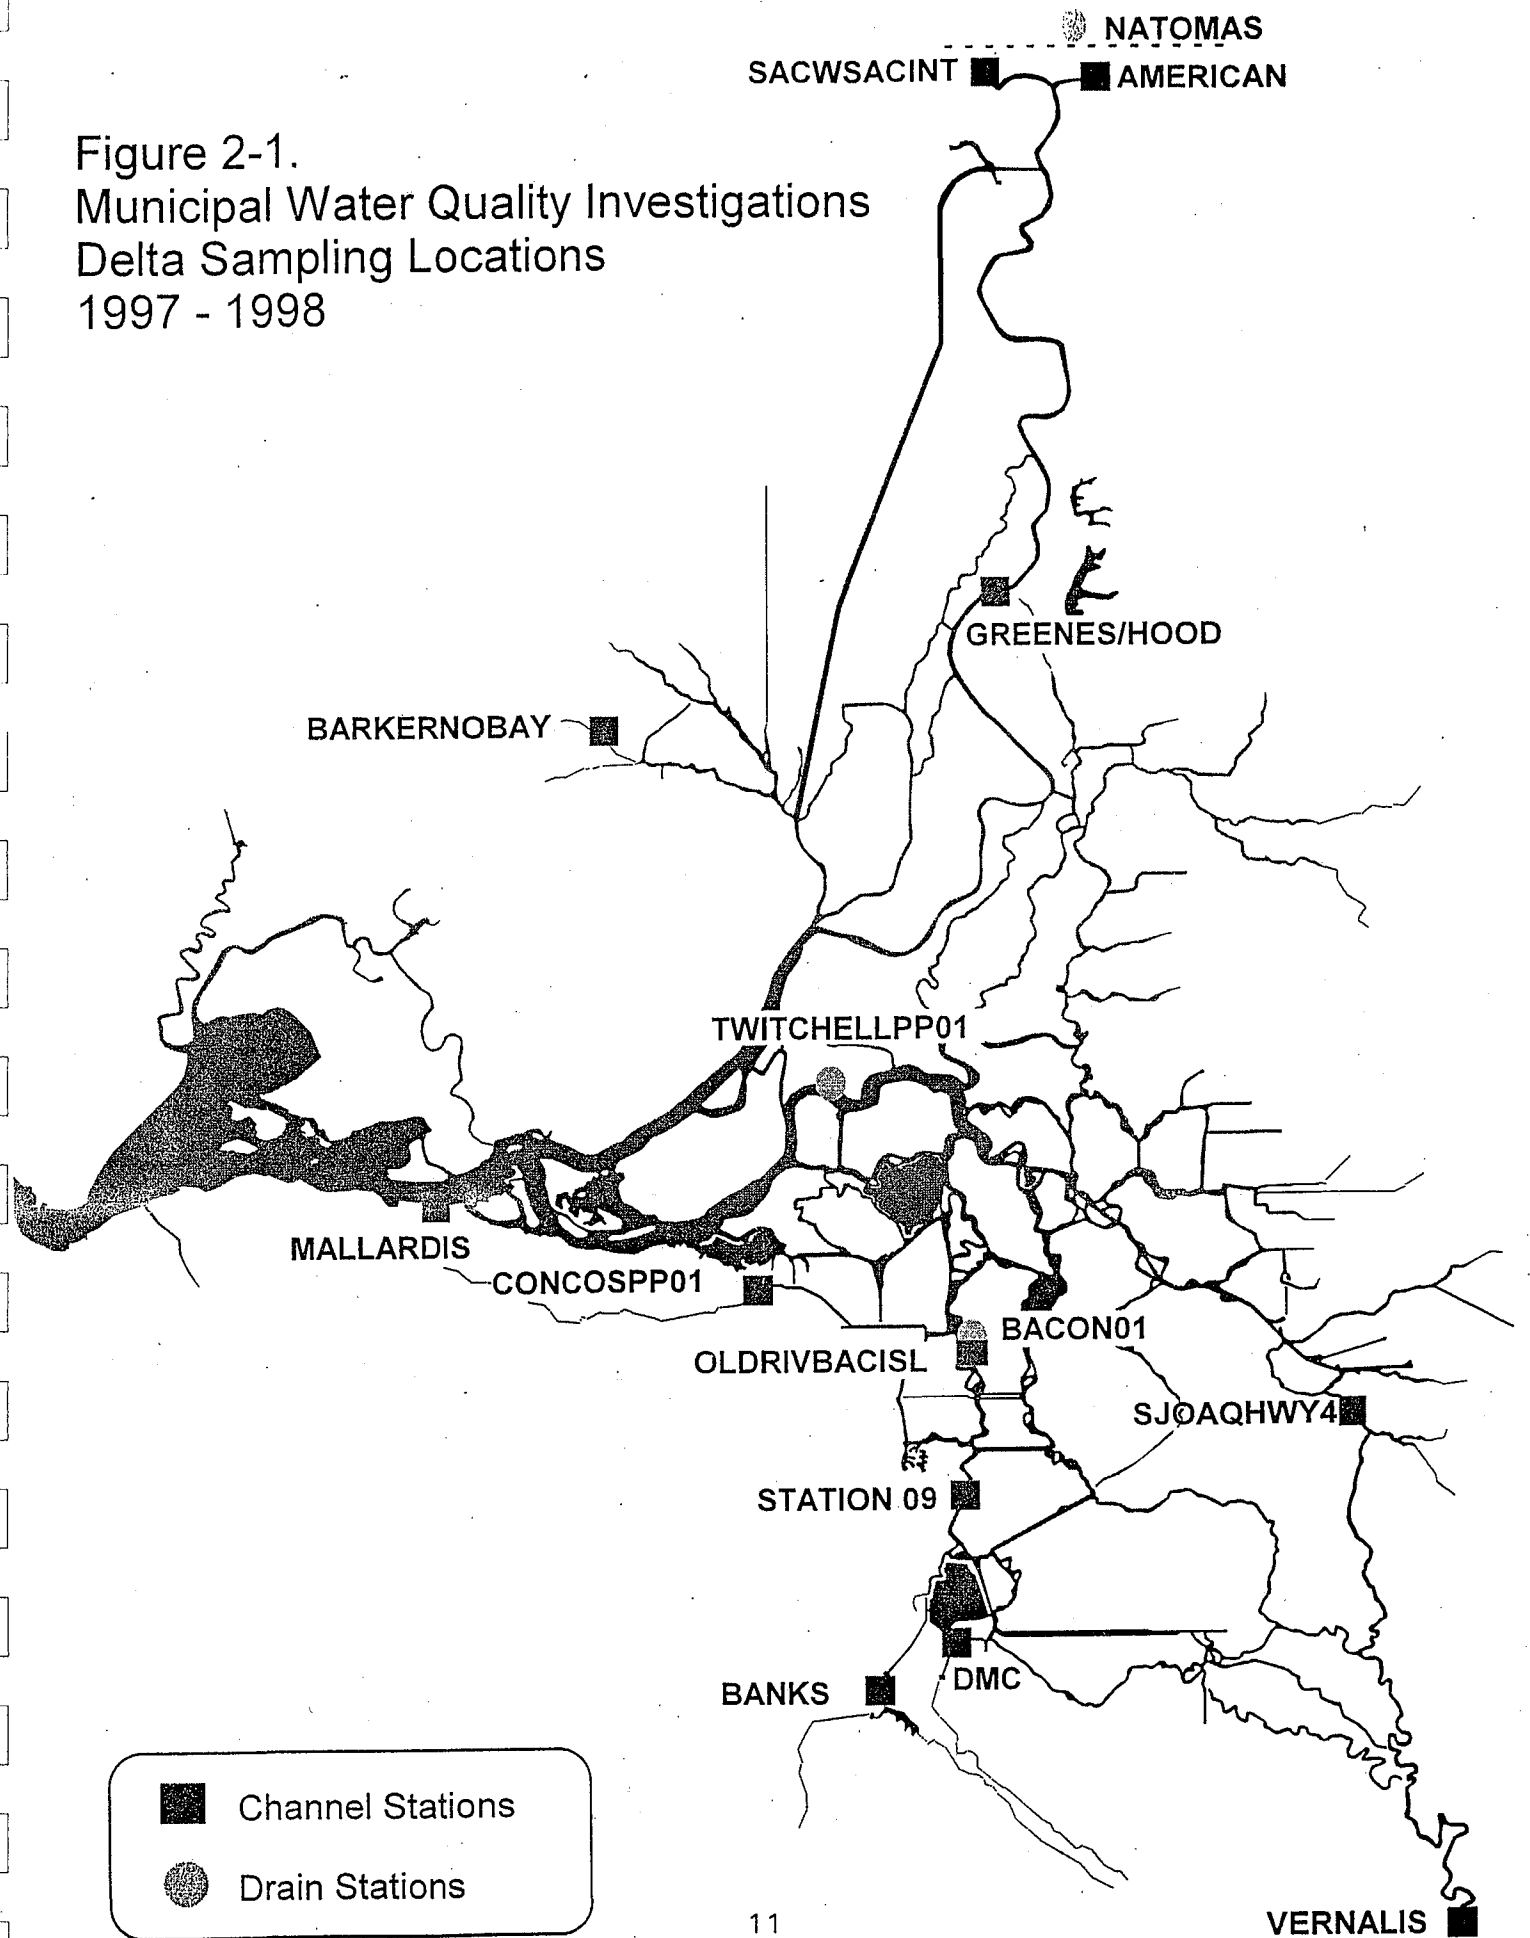 NATOMAS
SACWSACINT
AMERICAN
Figure 2-1.
Municipal Water Quality Investigations
Delta Sampling Locations
1997 - 1998
GREENES/HOOD
BARKERNOBAY
TWITCHELLPP01
MALLARDIS
CONCOSPP01
BACON01
OLDRIVBACISL
SJOAQHWY4
STATION 09
DMC
BANKS
Channel Stations
Drain Stations
11
VERNALIS